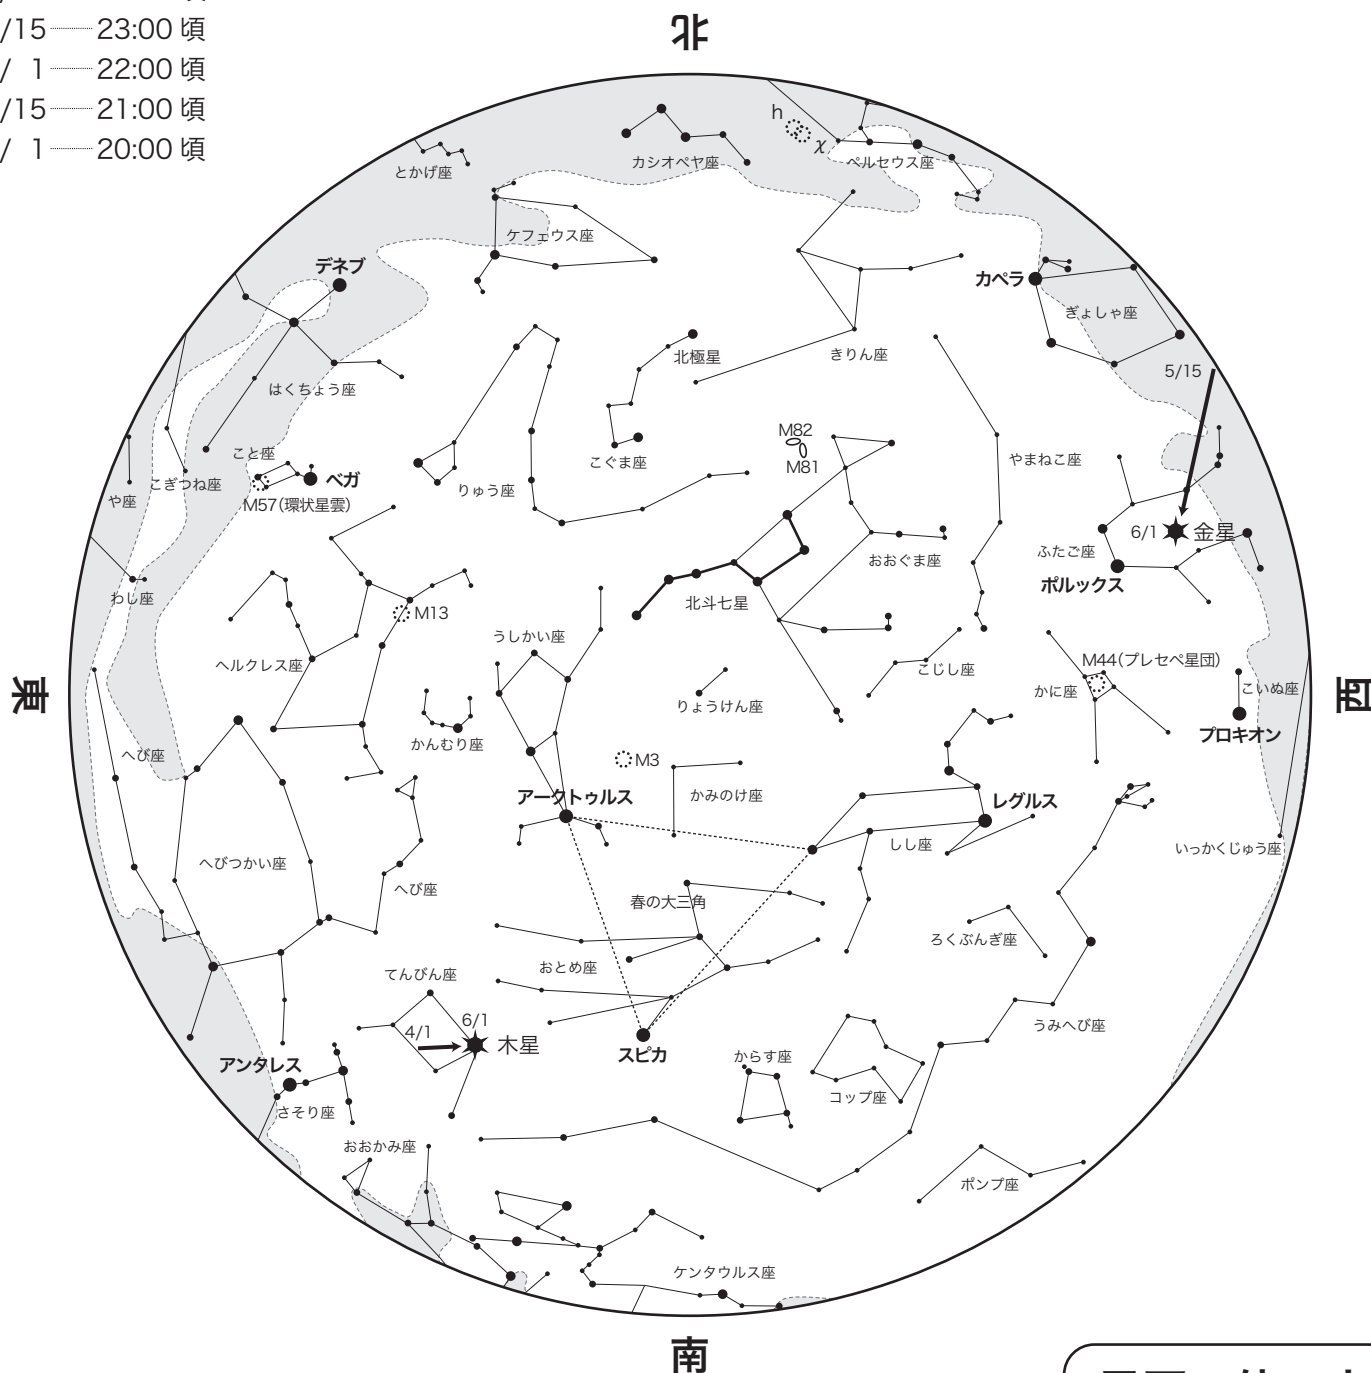 /15 23:00 頃
/ 1 22:00 頃
/15 21:00 頃
/ 1 20:00 頃
北
h
χ
ペルセウス座
カシオペヤ座
とかげ座
ケフェウス座
デネブ
カペラ
ぎょしゃ座
北極星
きりん座
5/15
はくちょう座
M82
M81
こと座
ベガ
こぎつね座
や座
M57(環状星雲)
りゅう座
こぐま座
やまねこ座
6/1
金星
ふたご座
ポルックス
おおぐま座
わし座
北斗七星
M13
うしかい座
ヘルクレス座
こじし座
M44(プレセペ星団)
かに座
こいぬ座
東
西
りょうけん座
プロキオン
かんむり座
へび座
M3
アークトゥルス
かみのけ座
レグルス
しし座
いっかくじゅう座
へびつかい座
へび座
春の大三角
ろくぶんぎ座
おとめ座
てんびん座
6/1
4/1
木星
うみへび座
スピカ
からす座
コップ座
アンタレス
さそり座
おおかみ座
ポンプ座
ケンタウルス座
南